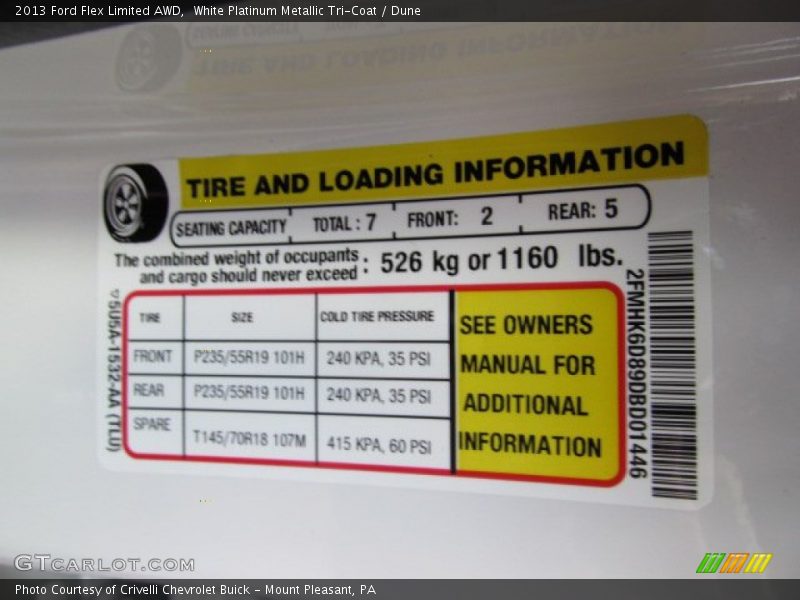 2013 Ford Flex Limited AWD,  White Platinum Metallic Tri-Coat / Dune
TIRE AND LOADING INFORMATION
SEATING CAPACITY TOTAL : 7 FRONT: 2 REAR: 5
The combined weight of occupants
and cargo should never exceed : 526 kg or 1160 lbs.
TIRE SIZE COLD TIRE PRESSURE
FRONT P235/55R19 101H 240 KPA, 35 PSI
REAR P235/55R19 101H 240 KPA, 35 PSI
SPARE T145/70R18 107M 415 KPA, 60 PSI
SEE OWNERS
MANUAL FOR
ADDITIONAL
INFORMATION
5U5A-1532-AA (TLU)
2FMHK6D89DBD01446
GTCARLOT.COM
Photo Courtesy of Crivelli Chevrolet Buick - Mount Pleasant, PA